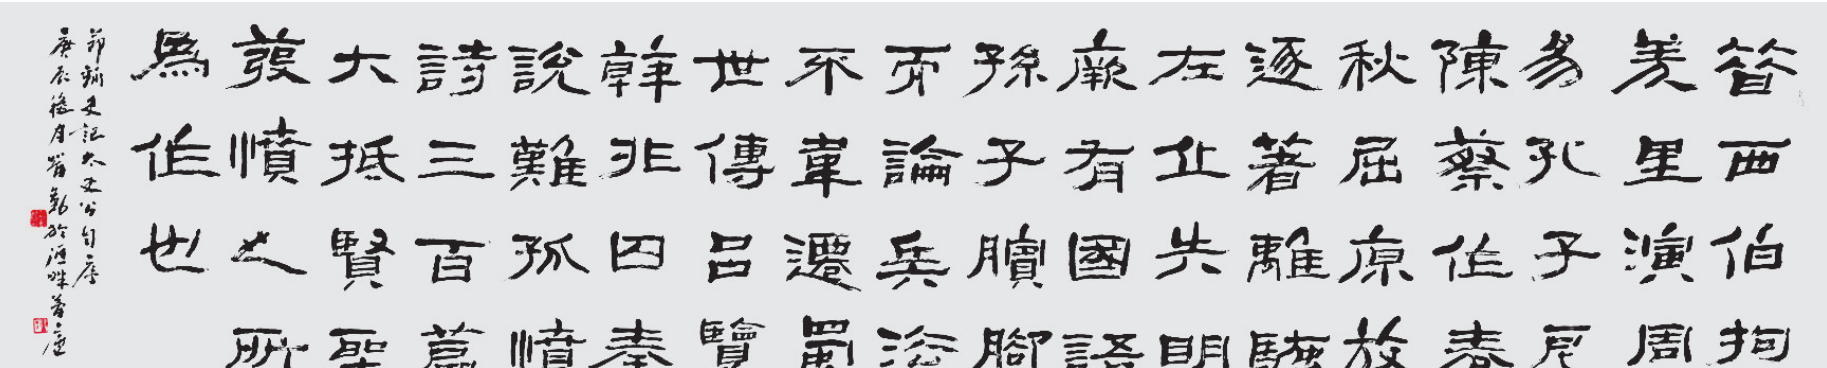 昔西伯拘
羑里演周
易孔子戹
陳蔡作春
秋屈原放
逐著離騷
左丘失明
厥有國語
孫子臏腳
而論兵法
不韋遷蜀
世傳呂覽
韓非囚秦
說難孤憤
詩三百篇
大抵賢聖
發憤之所
為作也
節錄史記太史公自序
庚辰